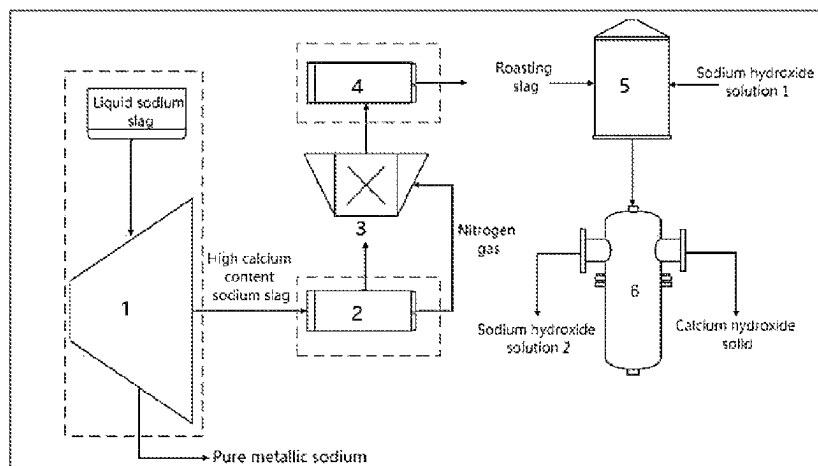 Liquid sodium
slag
1
Pure metallic sodium
High calcium
content
sodium slag
2
3
4
Nitrogen
gas
Roasting
slag
5
Sodium hydroxide
solution 1
6
Sodium hydroxide
solution 2
Calcium hydroxide
solid